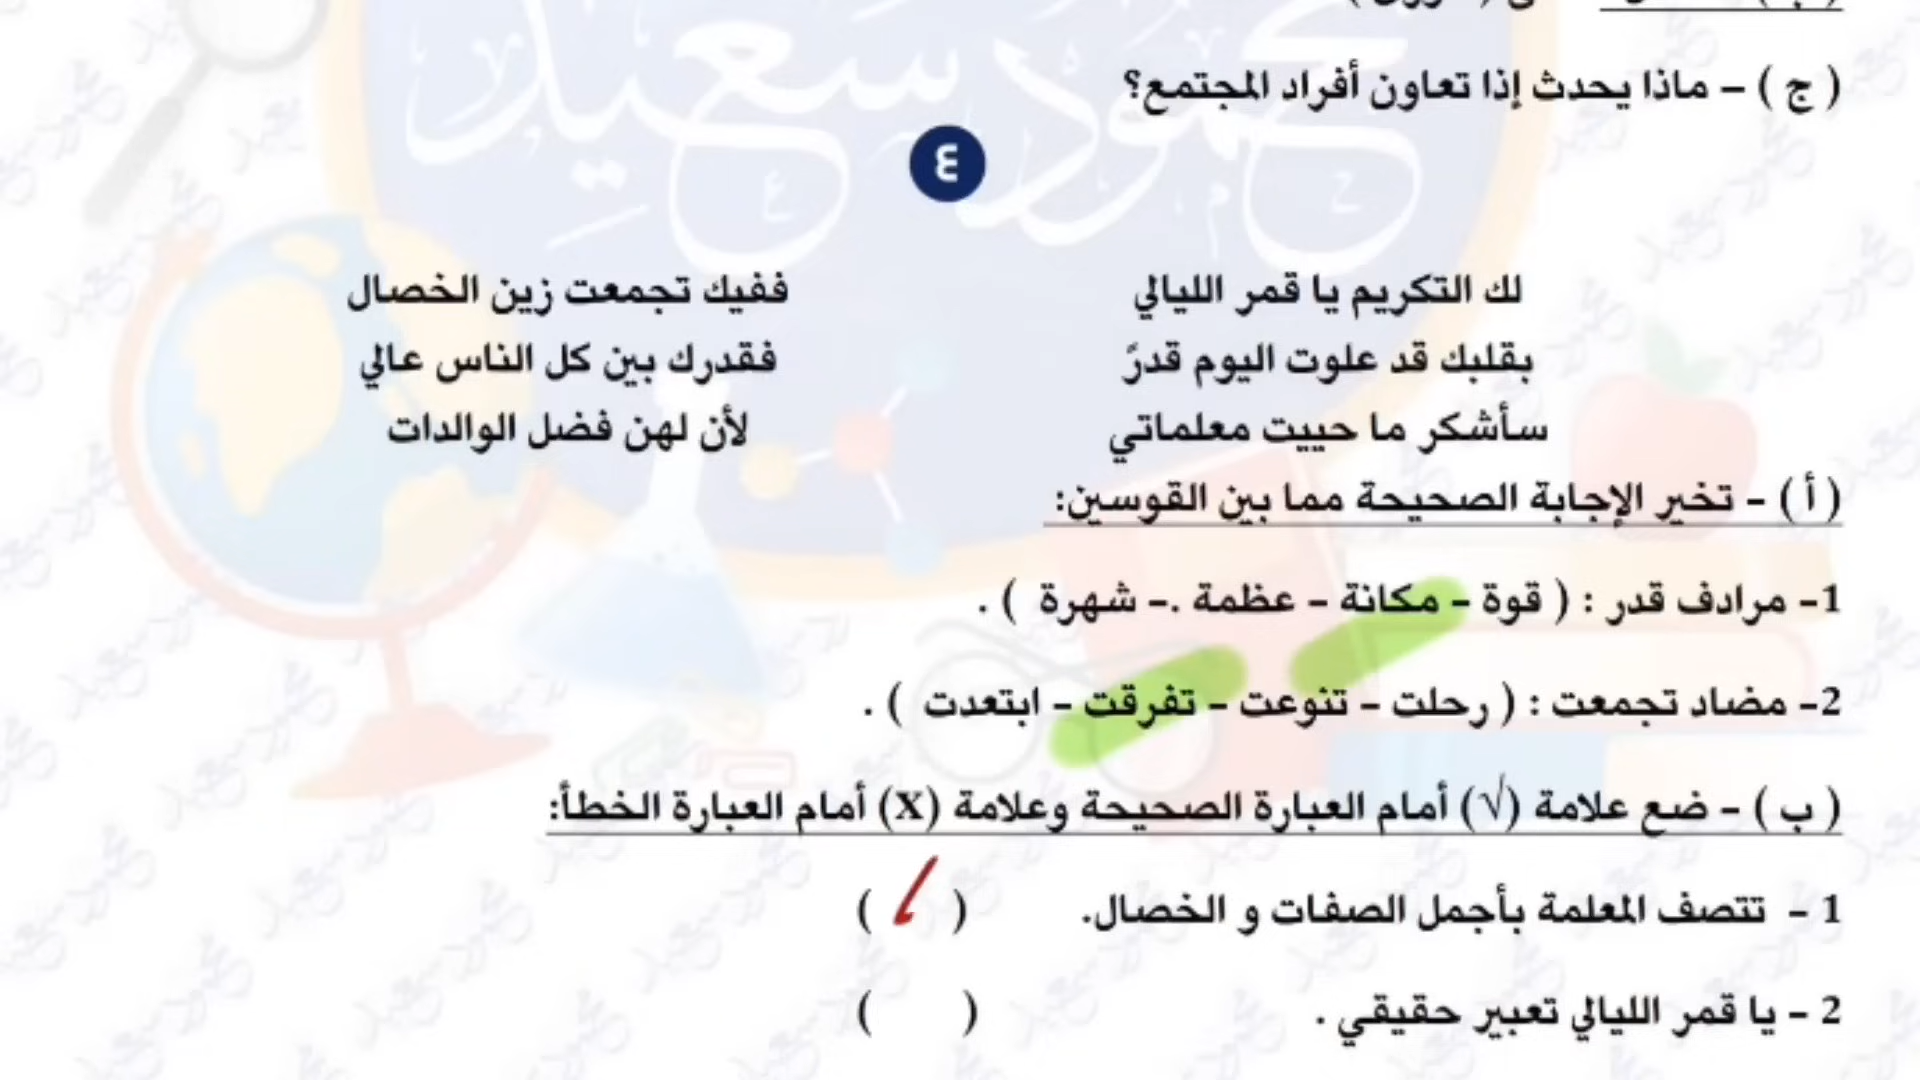 ( ج ) – ماذا يحدث إذا تعاون أفراد المجتمع؟
٤
لك التكريم يا قمر الليالي ففيك تجمعت زين الخصال
بقلبك قد علوت اليوم قدرً فقدرك بين كل الناس عالي
سأشكر ما حييت معلماتي لأن لهن فضل الوالدات
( أ ) – تخير الإجابة الصحيحة مما بين القوسين:
1– مرادف قدر : ( قوة – مكانة – عظمة .– شهرة ) .
2– مضاد تجمعت : ( رحلت – تنوعت – تفرقت – ابتعدت ) .
( ب ) – ضع علامة (√) أمام العبارة الصحيحة وعلامة (X) أمام العبارة الخطأ:
1 – تتصف المعلمة بأجمل الصفات و الخصال. ( ✓ )
2 – يا قمر الليالي تعبير حقيقي . ( )
محمود سعيد